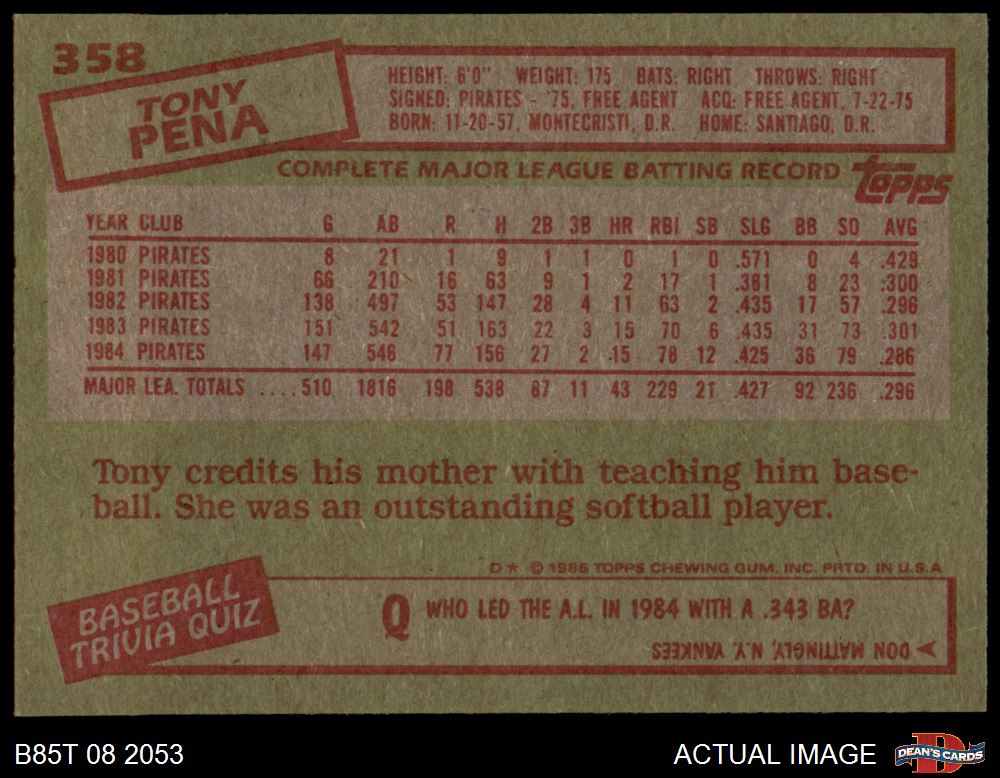 358
TONY
PENA
HEIGHT: 6'0" WEIGHT: 175 BATS: RIGHT THROWS: RIGHT
SIGNED: PIRATES - '75, FREE AGENT ACQ: FREE AGENT, 7-22-75
BORN: 11-20-57, MONTECRISTI, D.R. HOME: SANTIAGO, D.R.
COMPLETE MAJOR LEAGUE BATTING RECORD topps
YEAR CLUB G AB R H 2B 3B HR RBI SB SLG BB SO AVG
1980 PIRATES 8 21 1 9 1 1 0 1 0 .571 0 4 .429
1981 PIRATES 66 210 16 63 9 1 2 17 1 .381 8 23 .300
1982 PIRATES 138 497 53 147 28 4 11 63 2 .435 17 57 .296
1983 PIRATES 151 542 51 163 22 3 15 70 6 .435 31 73 .301
1984 PIRATES 147 546 77 156 27 2 15 78 12 .425 36 79 .286
MAJOR LEA. TOTALS ....510 1816 198 538 87 11 43 229 21 .427 92 236 .296
Tony credits his mother with teaching him base-
ball. She was an outstanding softball player.
D* © 1985 TOPPS CHEWING GUM, INC. PRTD. IN U.S.A
BASEBALL
TRIVIA QUIZ
Q WHO LED THE A.L. IN 1984 WITH A .343 BA?
DON MATTINGLY, N.Y. YANKEES
B85T 08 2053 ACTUAL IMAGE DEAN'S CARDS